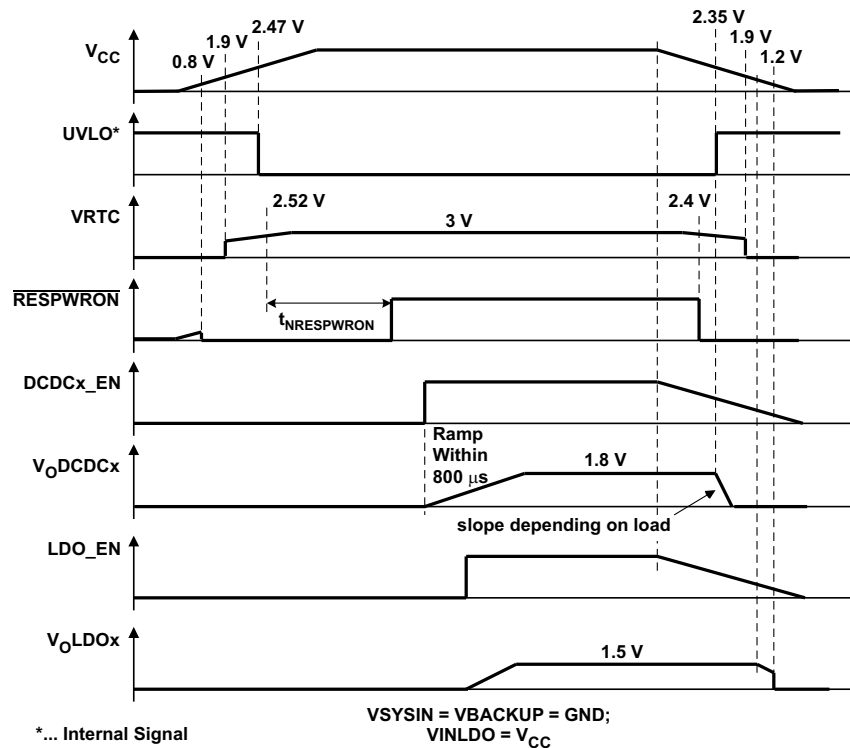 2.47 V
2.35 V
1.9 V
1.9 V
0.8 V
1.2 V
VCC
UVLO*
2.52 V
2.4 V
VRTC
3 V
RESPWRON
tNRESPWRON
DCDCx_EN
Ramp
Within
800 μs
VODCDCx
1.8 V
slope depending on load
LDO_EN
VOLDOx
1.5 V
VSYSIN = VBACKUP = GND;
VINLDO = VCC
*... Internal Signal